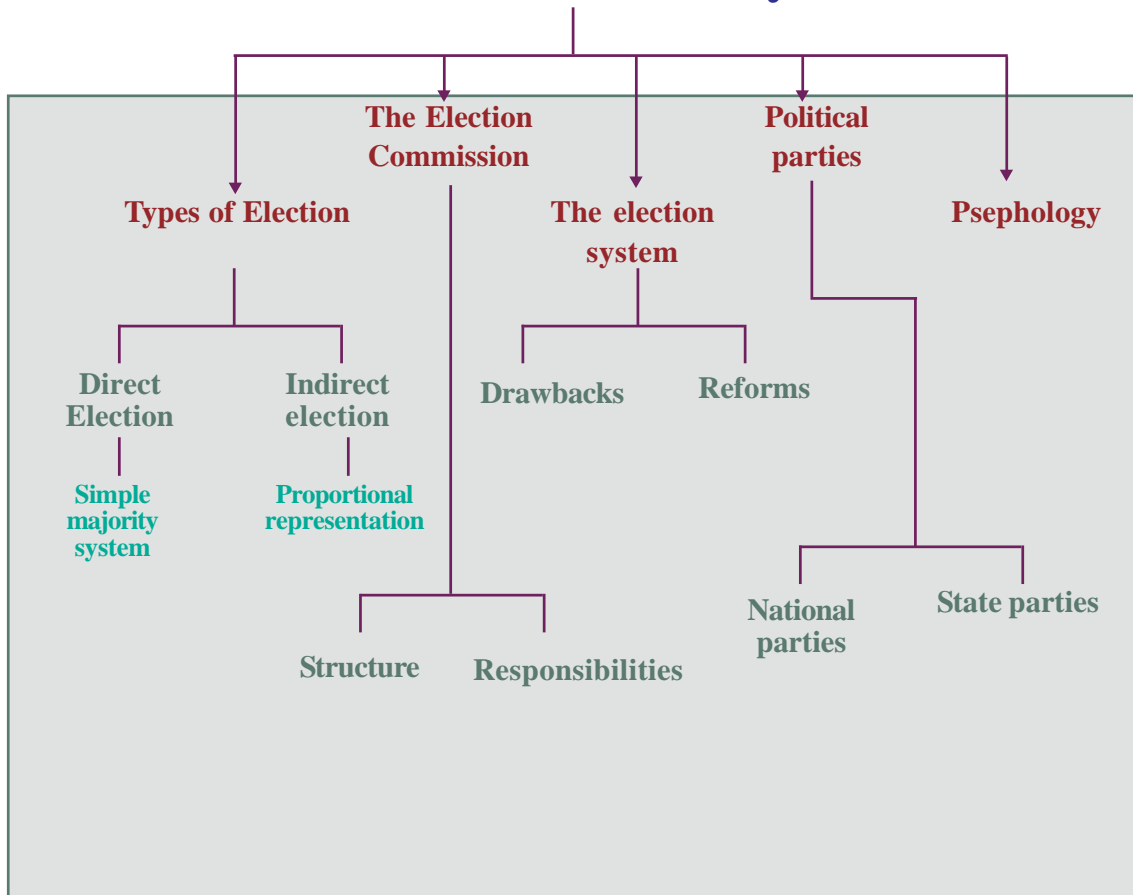 The Election
Commission
Political
parties
Types of Election
The election
system
Psephology
Direct
Election
Indirect
election
Drawbacks
Reforms
Simple
majority
system
Proportional
representation
National
parties
State parties
Structure
Responsibilities